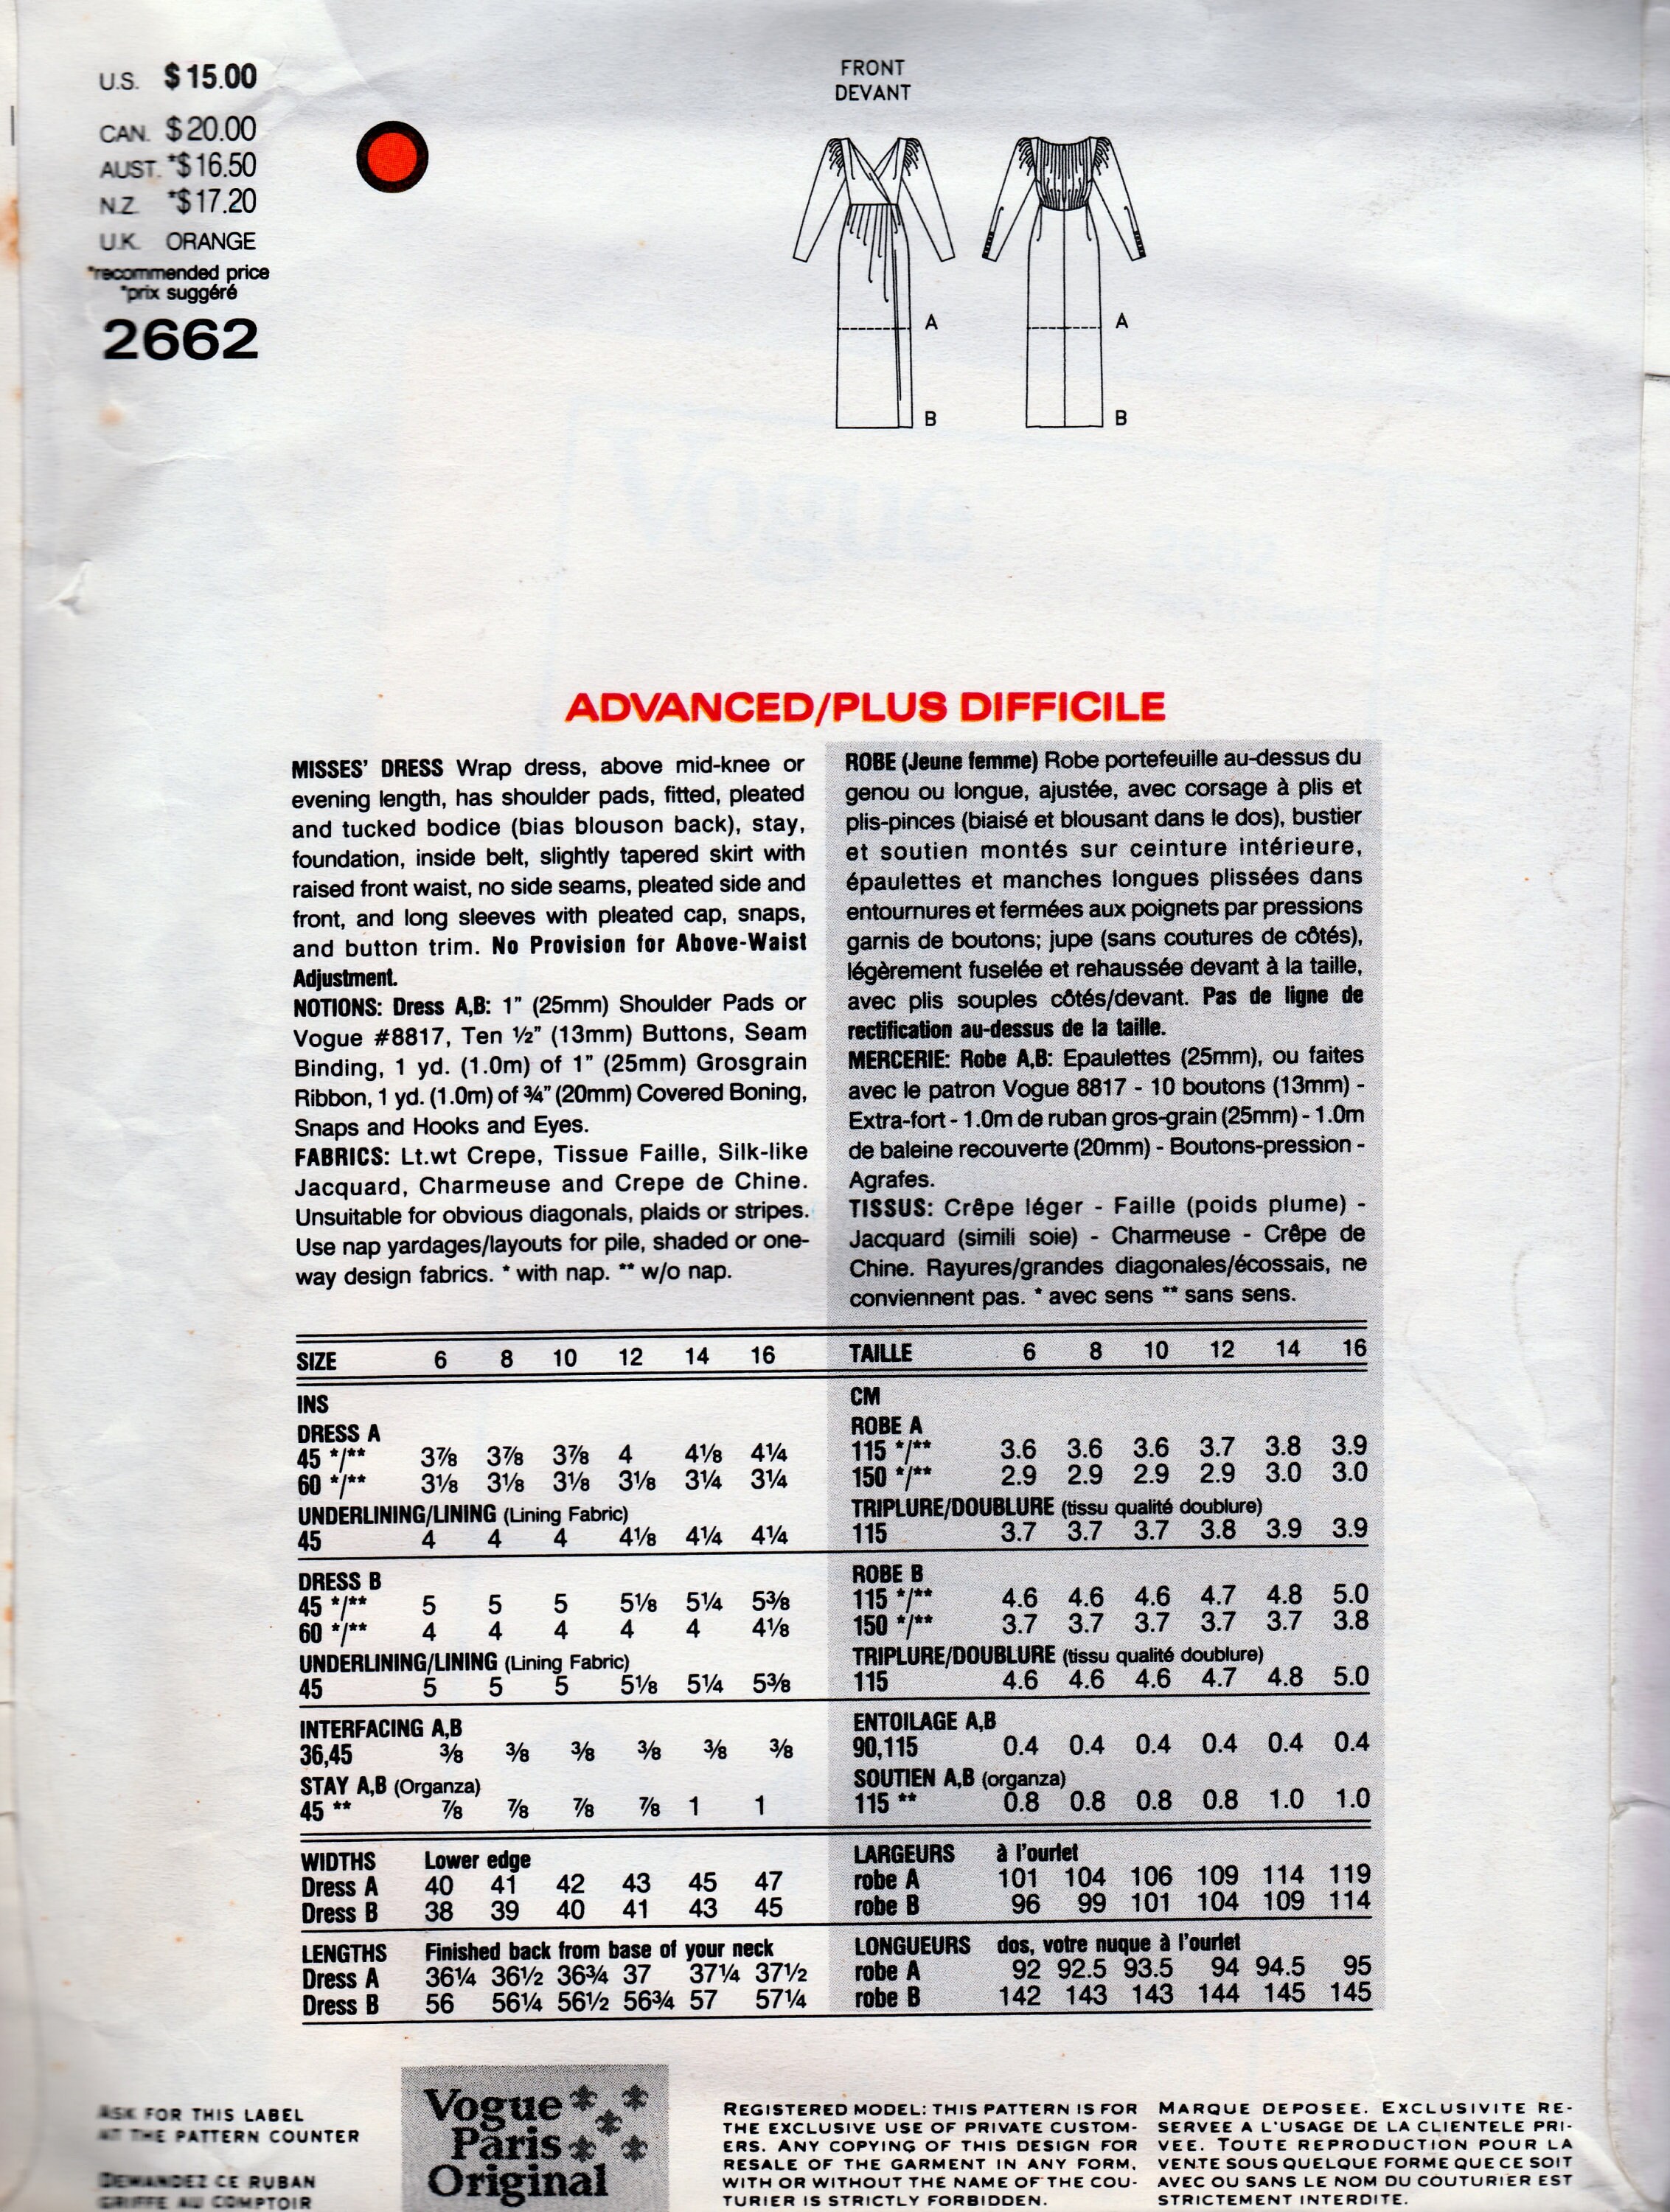 U.S. $15.00
CAN. $20.00
AUST. *$16.50
N.Z. *$17.20
U.K. ORANGE
*recommended price
*prix suggéré
2662
FRONT
DEVANT
A
A
B
B
ADVANCED/PLUS DIFFICILE
MISSES' DRESS Wrap dress, above mid-knee or
evening length, has shoulder pads, fitted, pleated
and tucked bodice (bias blouson back), stay,
foundation, inside belt, slightly tapered skirt with
raised front waist, no side seams, pleated side and
front, and long sleeves with pleated cap, snaps,
and button trim. No Provision for Above-Waist
Adjustment.
NOTIONS: Dress A,B: 1" (25mm) Shoulder Pads or
Vogue #8817, Ten ½" (13mm) Buttons, Seam
Binding, 1 yd. (1.0m) of 1" (25mm) Grosgrain
Ribbon, 1 yd. (1.0m) of ¾" (20mm) Covered Boning,
Snaps and Hooks and Eyes.
FABRICS: Lt.wt Crepe, Tissue Faille, Silk-like
Jacquard, Charmeuse and Crepe de Chine.
Unsuitable for obvious diagonals, plaids or stripes.
Use nap yardages/layouts for pile, shaded or one-
way design fabrics. * with nap. ** w/o nap.
ROBE (Jeune femme) Robe portefeuille au-dessus du
genou ou longue, ajustée, avec corsage à plis et
plis-pinces (biaisé et blousant dans le dos), bustier
et soutien montés sur ceinture intérieure,
épaulettes et manches longues plissées dans
entournures et fermées aux poignets par pressions
garnis de boutons; jupe (sans coutures de côtés),
légèrement fuselée et rehaussée devant à la taille,
avec plis souples côtés/devant. Pas de ligne de
rectification au-dessus de la taille.
MERCERIE: Robe A,B: Epaulettes (25mm), ou faites
avec le patron Vogue 8817 - 10 boutons (13mm) -
Extra-fort - 1.0m de ruban gros-grain (25mm) - 1.0m
de baleine recouverte (20mm) - Boutons-pression -
Agrafes.
TISSUS: Crêpe léger - Faille (poids plume) -
Jacquard (simili soie) - Charmeuse - Crêpe de
Chine. Rayures/grandes diagonales/écossais, ne
conviennent pas. * avec sens ** sans sens.
SIZE 6 8 10 12 14 16
INS
DRESS A
45 */** 3⅞ 3⅞ 3⅞ 4 4⅛ 4¼
60 */** 3⅛ 3⅛ 3⅛ 3⅛ 3¼ 3¼
UNDERLINING/LINING (Lining Fabric)
45 4 4 4 4⅛ 4¼ 4¼
DRESS B
45 */** 5 5 5 5⅛ 5¼ 5⅜
60 */** 4 4 4 4 4 4⅛
UNDERLINING/LINING (Lining Fabric)
45 5 5 5 5⅛ 5¼ 5⅜
INTERFACING A,B
36,45 ⅜ ⅜ ⅜ ⅜ ⅜ ⅜
STAY A,B (Organza)
45 ** ⅞ ⅞ ⅞ ⅞ 1 1
WIDTHS Lower edge
Dress A 40 41 42 43 45 47
Dress B 38 39 40 41 43 45
LENGTHS Finished back from base of your neck
Dress A 36¼ 36½ 36¾ 37 37¼ 37½
Dress B 56 56¼ 56½ 56¾ 57 57¼
TAILLE 6 8 10 12 14 16
CM
ROBE A
115 */** 3.6 3.6 3.6 3.7 3.8 3.9
150 */** 2.9 2.9 2.9 2.9 3.0 3.0
TRIPLURE/DOUBLURE (tissu qualité doublure)
115 3.7 3.7 3.7 3.8 3.9 3.9
ROBE B
115 */** 4.6 4.6 4.6 4.7 4.8 5.0
150 */** 3.7 3.7 3.7 3.7 3.7 3.8
TRIPLURE/DOUBLURE (tissu qualité doublure)
115 4.6 4.6 4.6 4.7 4.8 5.0
ENTOILAGE A,B
90,115 0.4 0.4 0.4 0.4 0.4 0.4
SOUTIEN A,B (organza)
115 ** 0.8 0.8 0.8 0.8 1.0 1.0
LARGEURS à l'ourlet
robe A 101 104 106 109 114 119
robe B 96 99 101 104 109 114
LONGUEURS dos, votre nuque à l'ourlet
robe A 92 92.5 93.5 94 94.5 95
robe B 142 143 143 144 145 145
ASK FOR THIS LABEL
AT THE PATTERN COUNTER
DEMANDEZ CE RUBAN
GRIFFE AU COMPTOIR
Vogue
Paris
Original
REGISTERED MODEL: THIS PATTERN IS FOR
THE EXCLUSIVE USE OF PRIVATE CUSTOM-
ERS. ANY COPYING OF THIS DESIGN FOR
RESALE OF THE GARMENT IN ANY FORM,
WITH OR WITHOUT THE NAME OF THE COU-
TURIER IS STRICTLY FORBIDDEN.
MARQUE DEPOSEE. EXCLUSIVITE RE-
SERVEE A L'USAGE DE LA CLIENTELE PRI-
VEE. TOUTE REPRODUCTION POUR LA
VENTE SOUS QUELQUE FORME QUE CE SOIT
AVEC OU SANS LE NOM DU COUTURIER EST
STRICTEMENT INTERDITE.